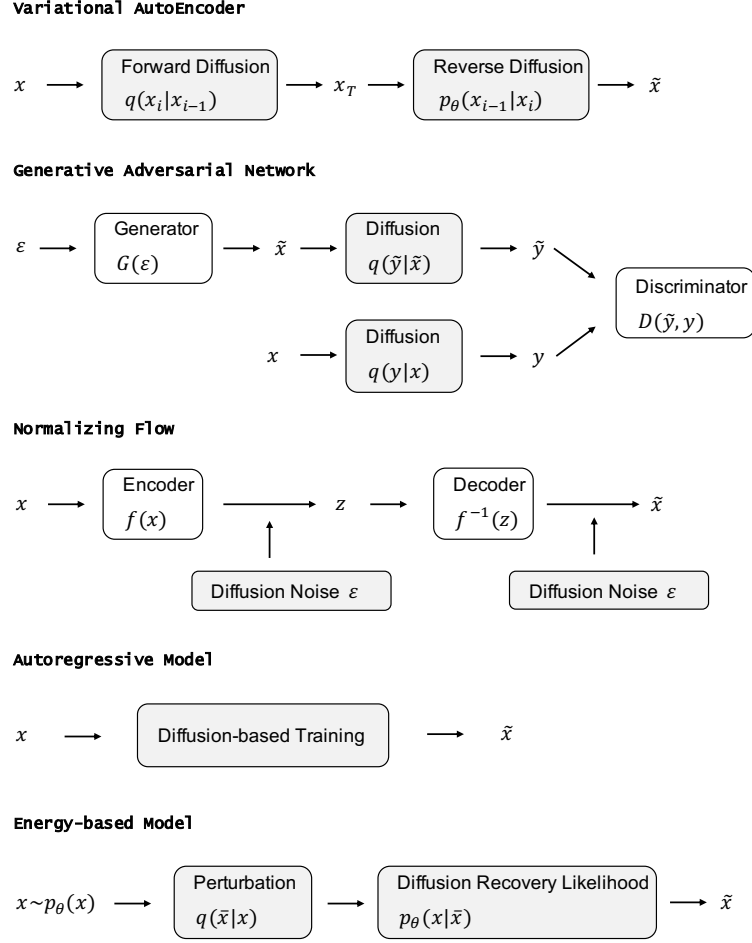 Variational AutoEncoder
x → Forward Diffusion → x_T → Reverse Diffusion → x̃
q(x_i|x_{i−1}) p_θ(x_{i−1}|x_i)
Generative Adversarial Network
ε → Generator → x̃ → Diffusion → ỹ
G(ε) q(ỹ|x̃)
Discriminator
D(ỹ, y)
x → Diffusion → y
q(y|x)
Normalizing Flow
x → Encoder → z → Decoder → x̃
f(x) f⁻¹(z)
Diffusion Noise ε Diffusion Noise ε
Autoregressive Model
x → Diffusion-based Training → x̃
Energy-based Model
x~p_θ(x) → Perturbation → Diffusion Recovery Likelihood → x̃
q(x̄|x) p_θ(x|x̄)